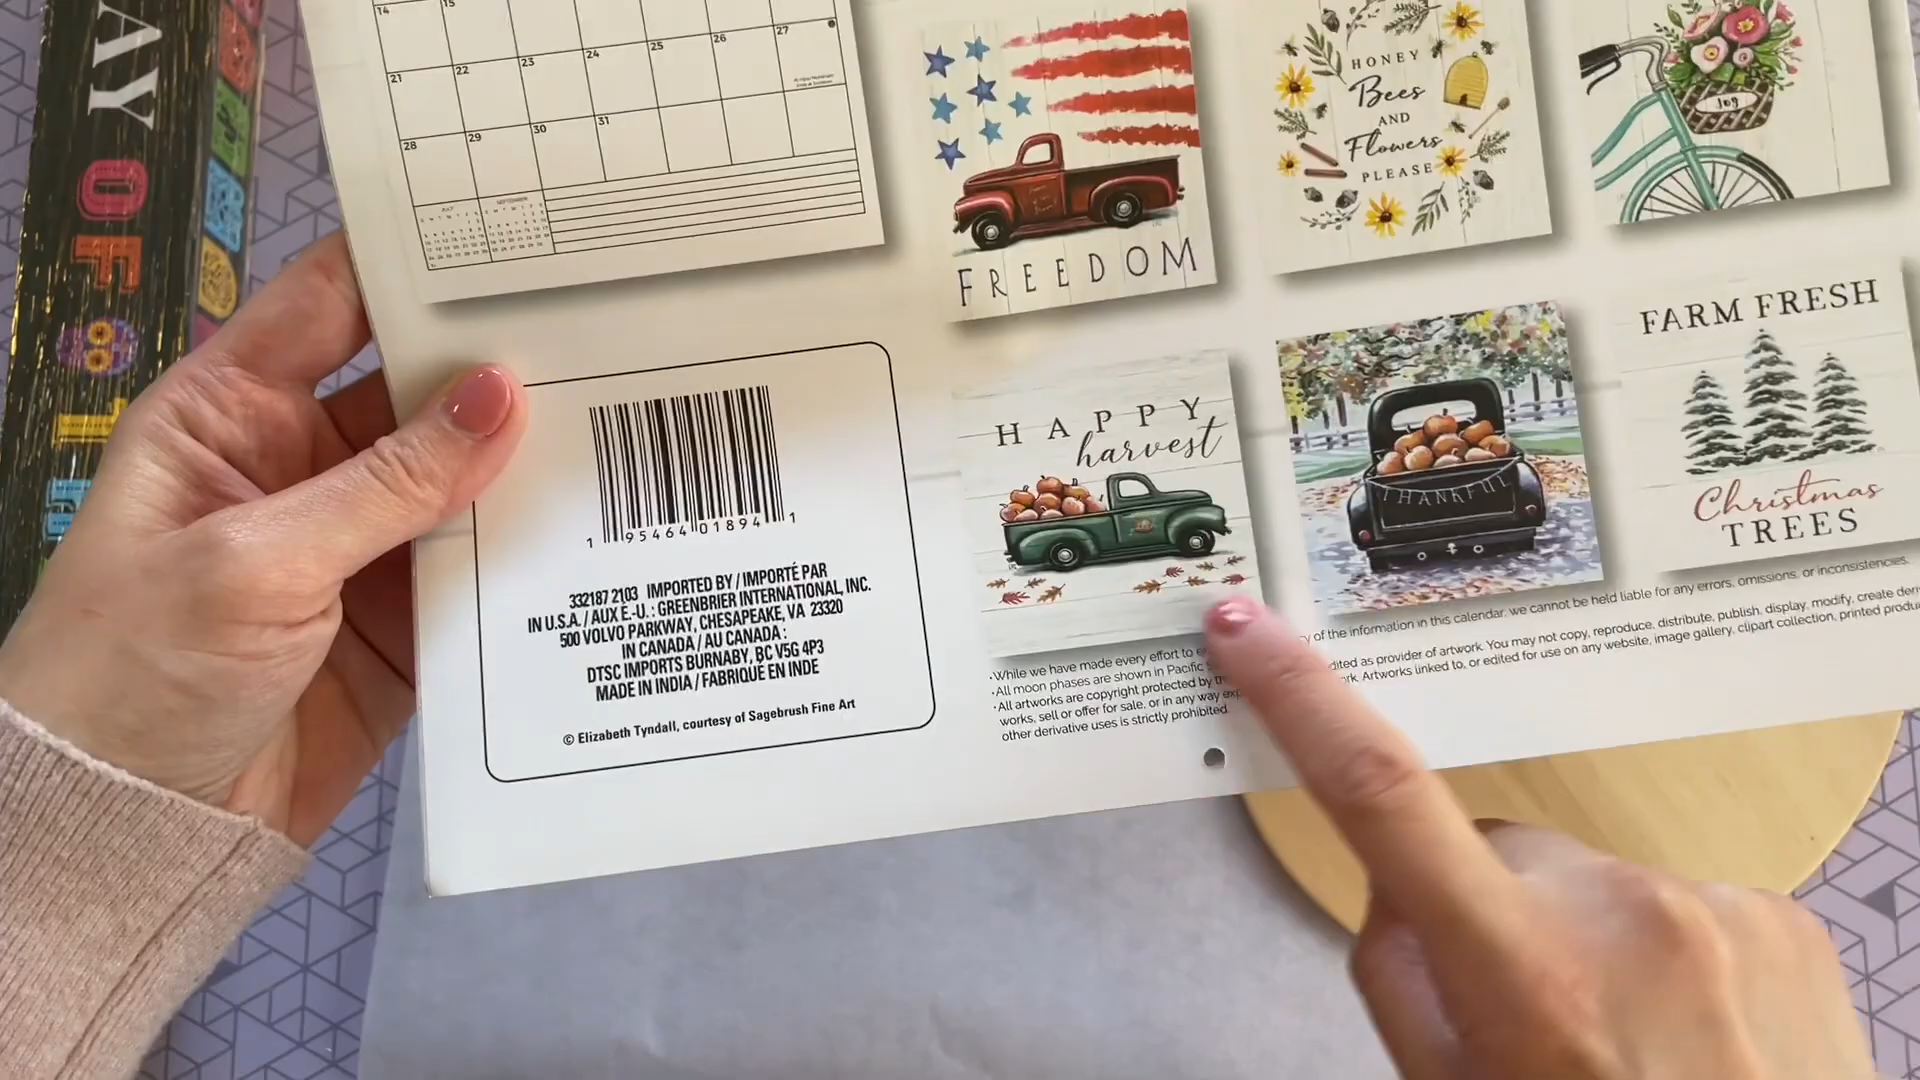 AY
OF T
14 15
21 22 23 24 25 26 27
28 29 30 31
JULY SEPTEMBER
FREEDOM
HONEY
Bees
AND
Flowers
PLEASE
Joy
HAPPY
harvest
THANKFUL
FARM FRESH
Christmas
TREES
1 95464 01894 1
332187 2103 IMPORTED BY / IMPORTÉ PAR
IN U.S.A. / AUX É.-U. : GREENBRIER INTERNATIONAL, INC.
500 VOLVO PARKWAY, CHESAPEAKE, VA 23320
IN CANADA / AU CANADA :
DTSC IMPORTS BURNABY, BC V5G 4P3
MADE IN INDIA / FABRIQUÉ EN INDE
© Elizabeth Tyndall, courtesy of Sagebrush Fine Art
•While we have made every effort to of the information in this calendar, we cannot be held liable for any errors, omissions, or inconsistencies.
•All moon phases are shown in Pacific
•All artworks are copyright protected by credited as provider of artwork. You may not copy, reproduce, distribute, publish, display, modify, create
works, sell or offer for sale, or in any way Artworks linked to, or edited for use on any website, image gallery, clipart collection, printed
other derivative uses is strictly prohibited.